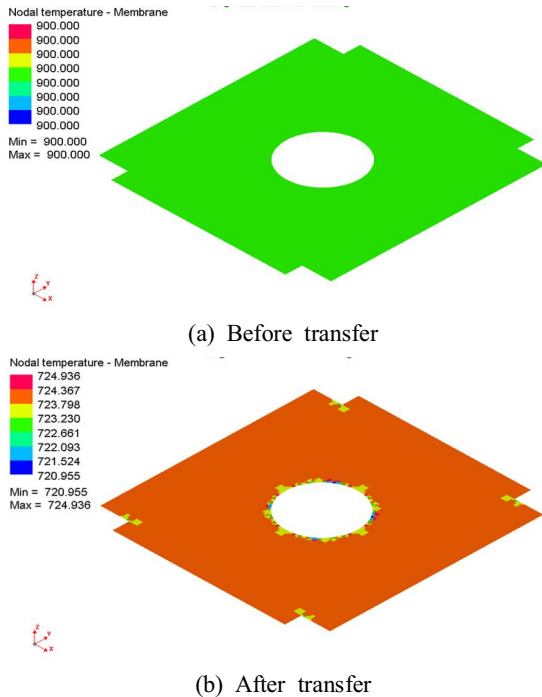 Nodal temperature - Membrane
900.000
900.000
900.000
900.000
900.000
900.000
900.000
900.000
Min = 900.000
Max = 900.000
Z
Y
X
(a) Before transfer
Nodal temperature - Membrane
724.936
724.367
723.798
723.230
722.661
722.093
721.524
720.955
Min = 720.955
Max = 724.936
Z
Y
X
(b) After transfer